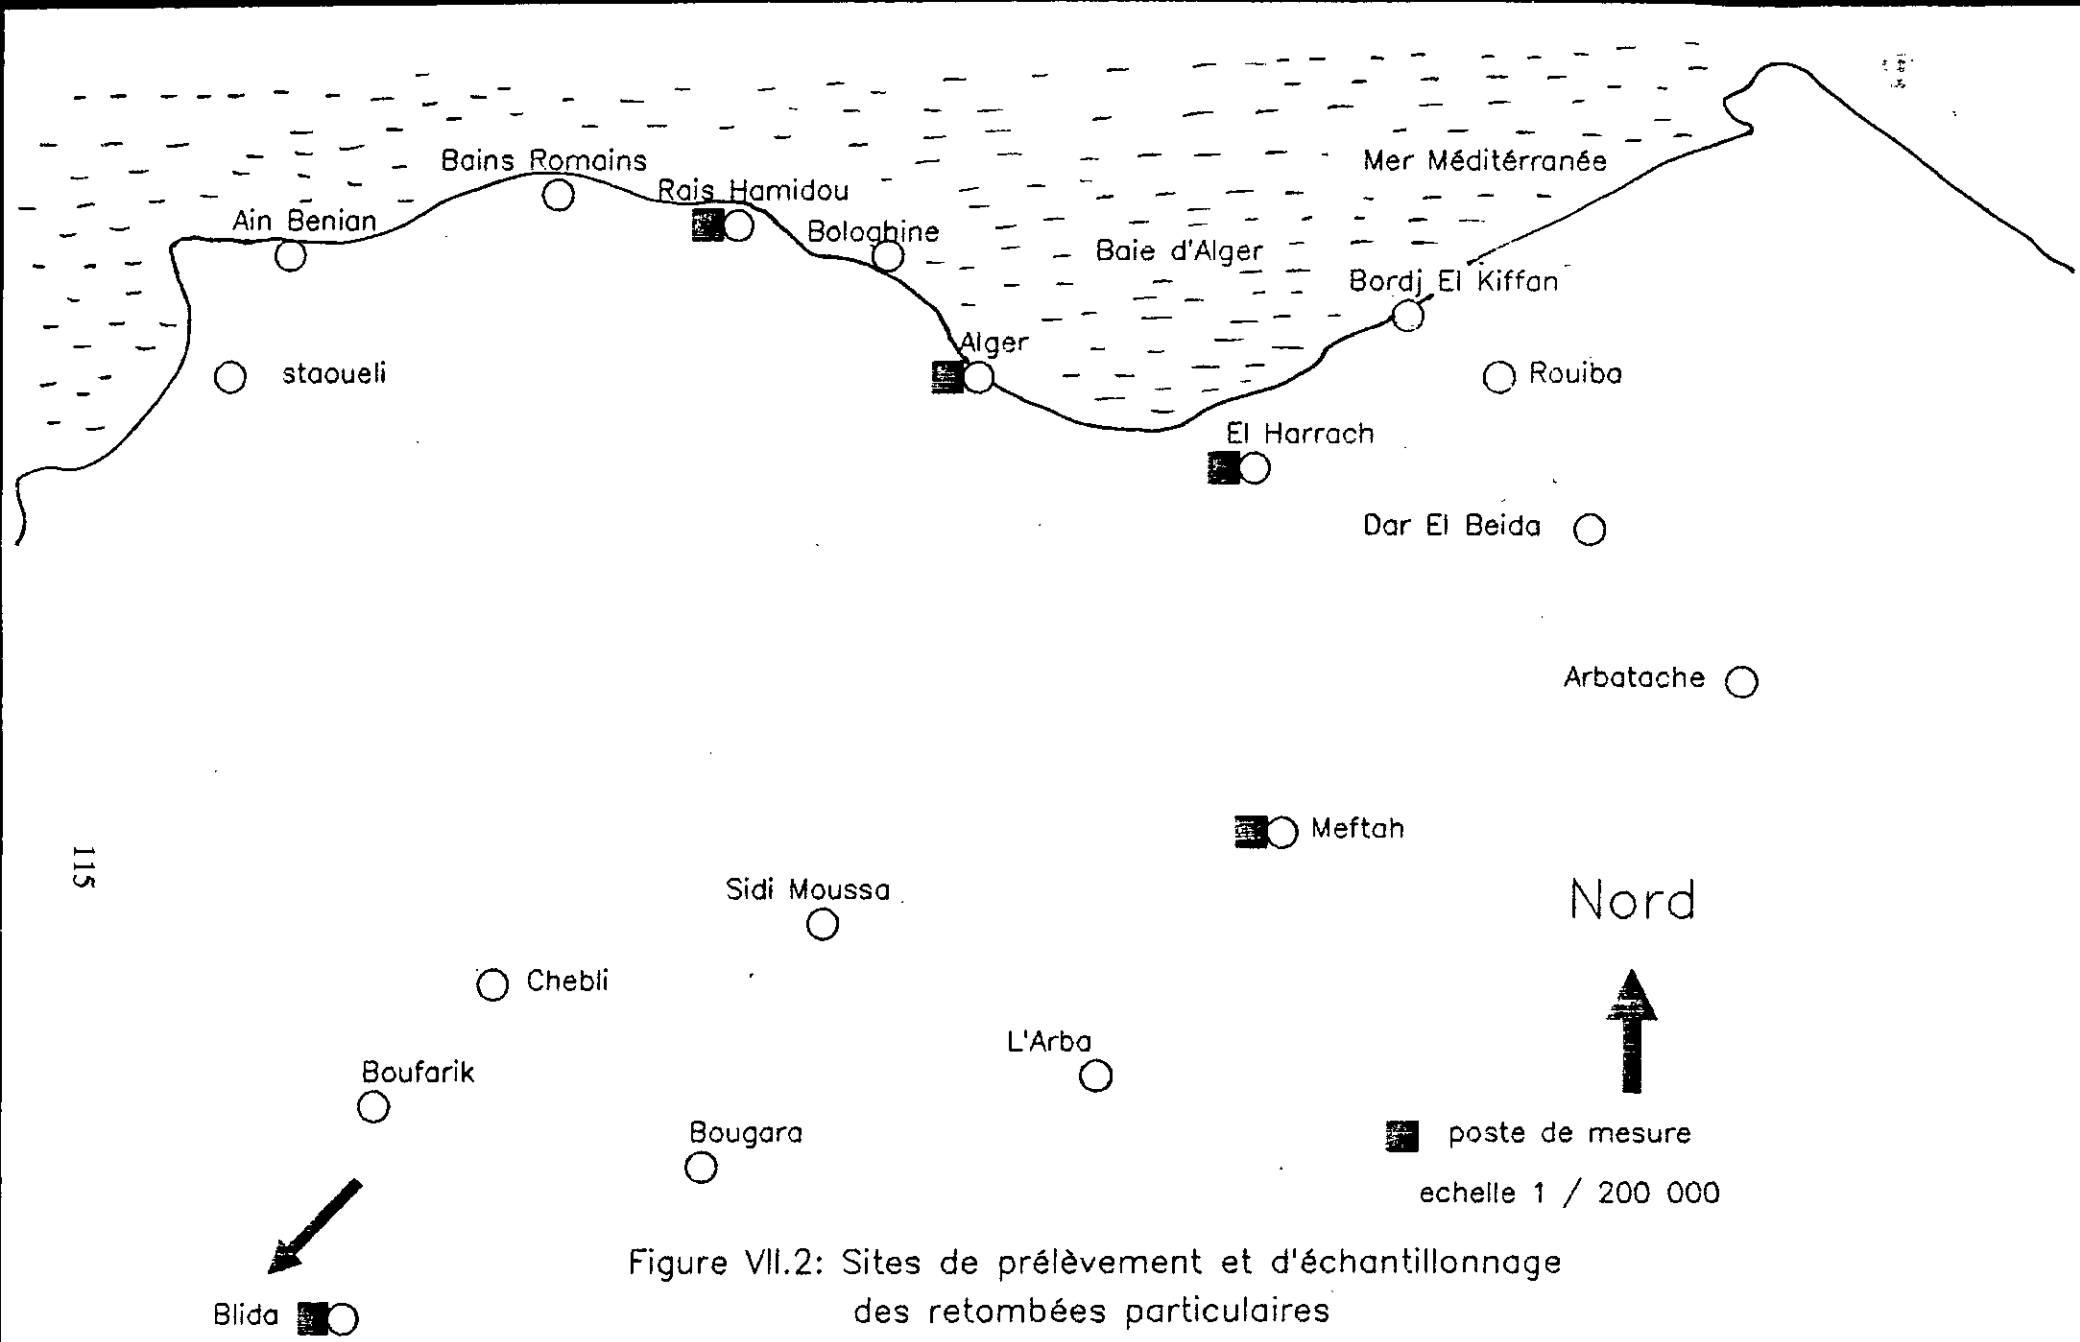 Bains Romains
Mer Méditérranée
Rais Hamidou
Ain Benian
Bologhine
Baie d'Alger
Bordj El Kiffan
Alger
staoueli
Rouiba
El Harrach
Dar El Beida
Arbatache
Meftah
115
Sidi Moussa
Nord
Chebli
L'Arba
Boufarik
Bougara
poste de mesure
echelle 1 / 200 000
Figure VII.2: Sites de prélèvement et d'échantillonnage
des retombées particulaires
Blida